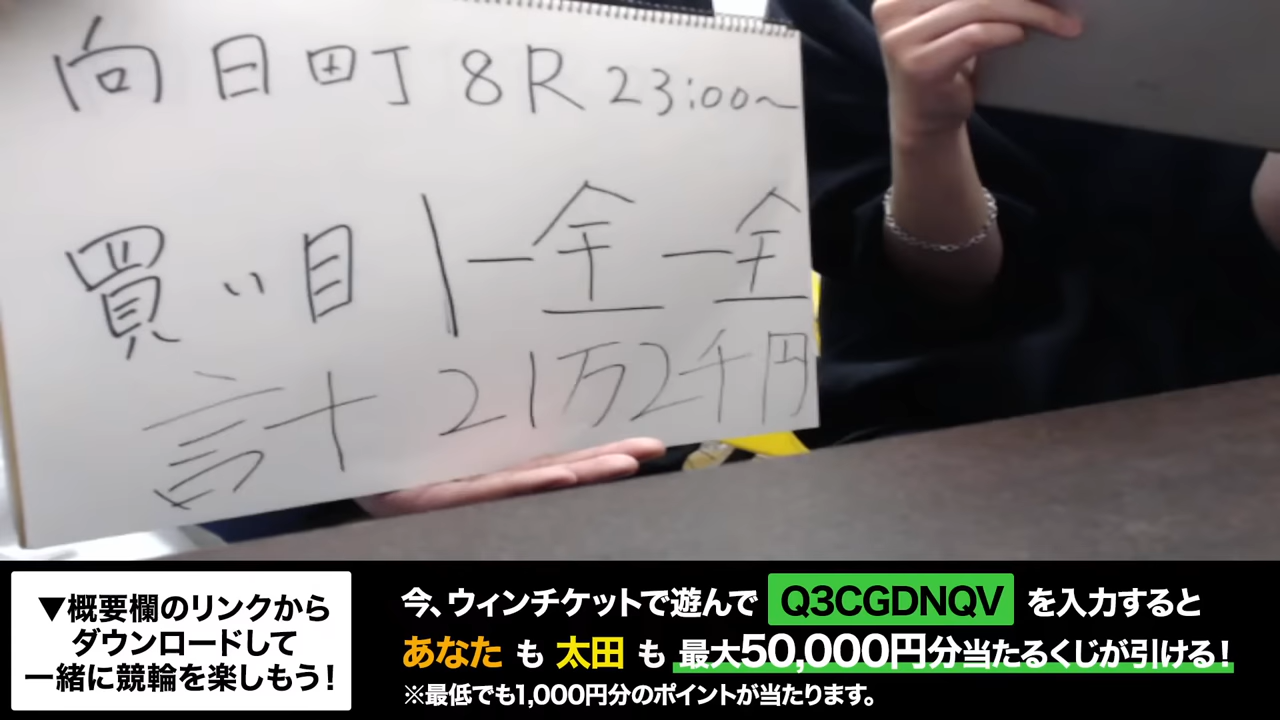 向日町 8R 23:00~
買い目 1-全-全
計 21万2千円
▼概要欄のリンクから
ダウンロードして
一緒に競輪を楽しもう!
今、ウィンチケットで遊んで Q3CGDNQV を入力すると
あなた も 太田 も 最大50,000円分当たるくじが引ける!
※最低でも1,000円分のポイントが当たります。